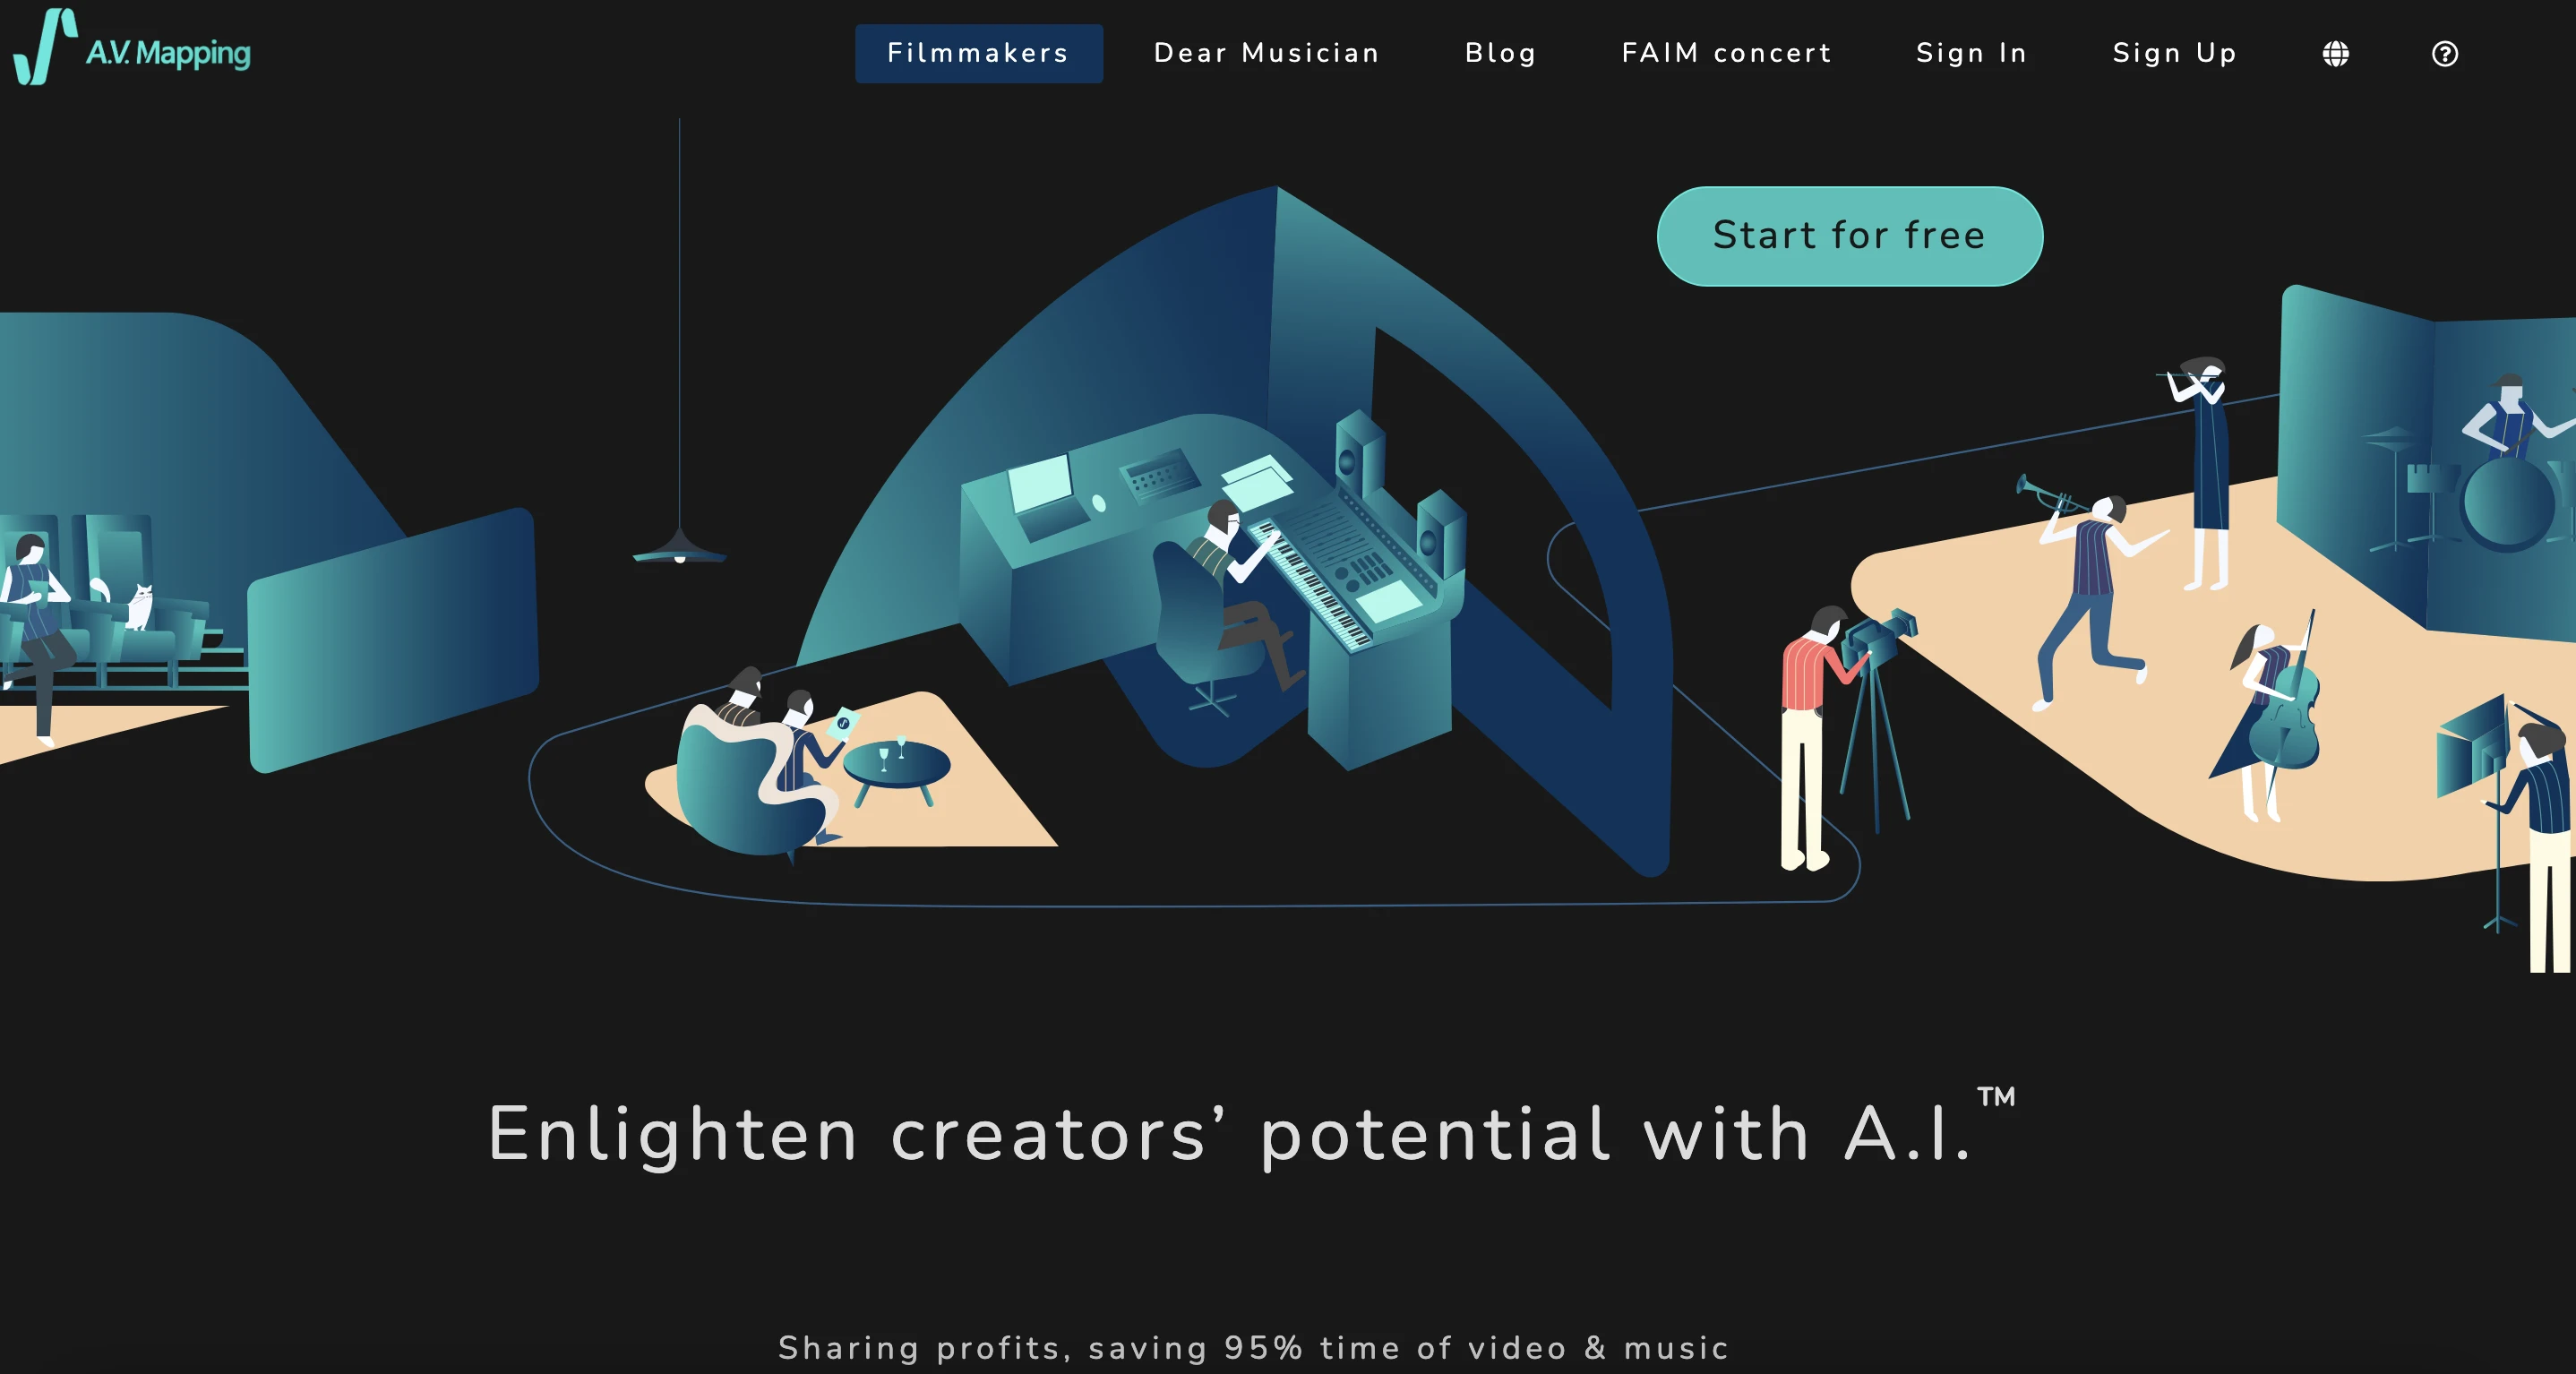 A.V. Mapping
Filmmakers
Dear Musician
Blog
FAIM concert
Sign In
Sign Up
Start for free
Enlighten creators’ potential with A.I.™
Sharing profits, saving 95% time of video & music